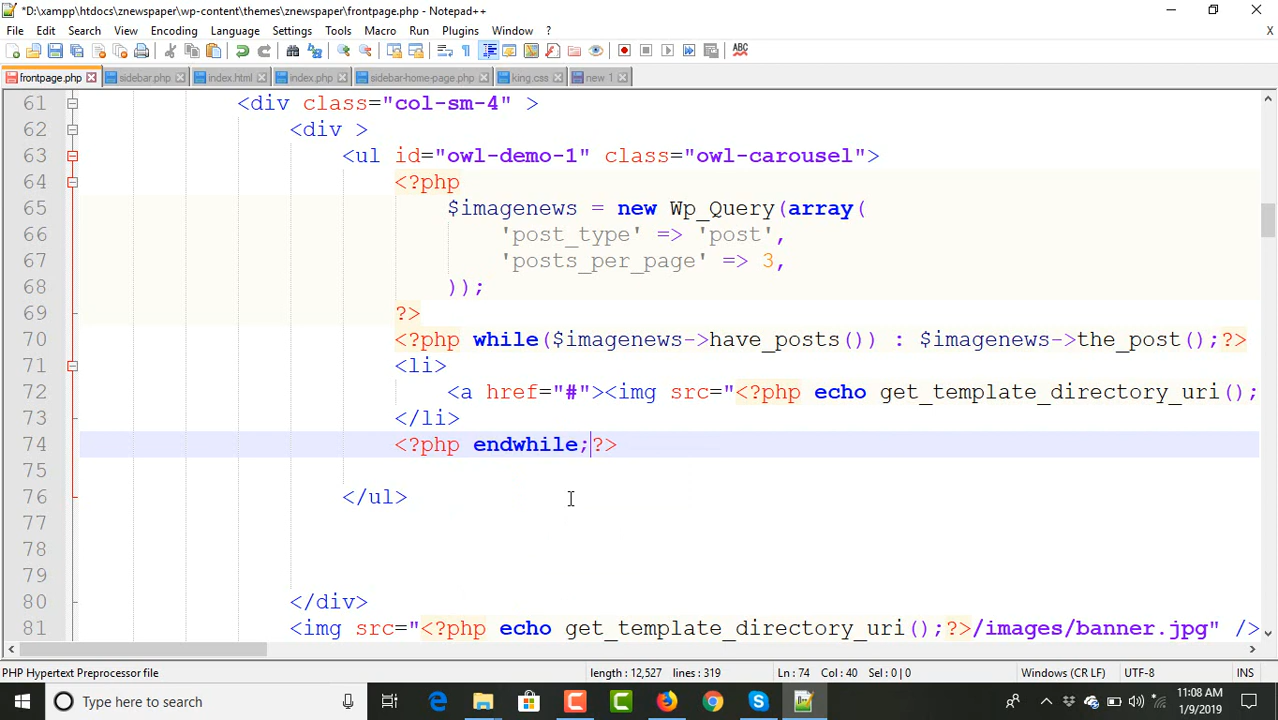 *D:\xampp\htdocs\znewspaper\wp-content\themes\znewspaper\frontpage.php - Notepad++
File Edit Search View Encoding Language Settings Tools Macro Run Plugins Window ? X
frontpage.php sidebar.php index.html index.php sidebar-home-page.php king.css new 1
61 <div class="col-sm-4" >
62 <div >
63 <ul id="owl-demo-1" class="owl-carousel">
64 <?php
65 $imagenews = new Wp_Query(array(
66 'post_type' => 'post',
67 'posts_per_page' => 3,
68 ));
69 ?>
70 <?php while($imagenews->have_posts()) : $imagenews->the_post();?>
71 <li>
72 <a href="#"><img src="<?php echo get_template_directory_uri();
73 </li>
74 <?php endwhile;?>
75
76 </ul>
77
78
79
80 </div>
81 <img src="<?php echo get_template_directory_uri();?>/images/banner.jpg" />
PHP Hypertext Preprocessor file length : 12,527 lines : 319 Ln : 74 Col : 40 Sel : 0 | 0 Windows (CR LF) UTF-8 INS
Type here to search 11:08 AM
1/9/2019